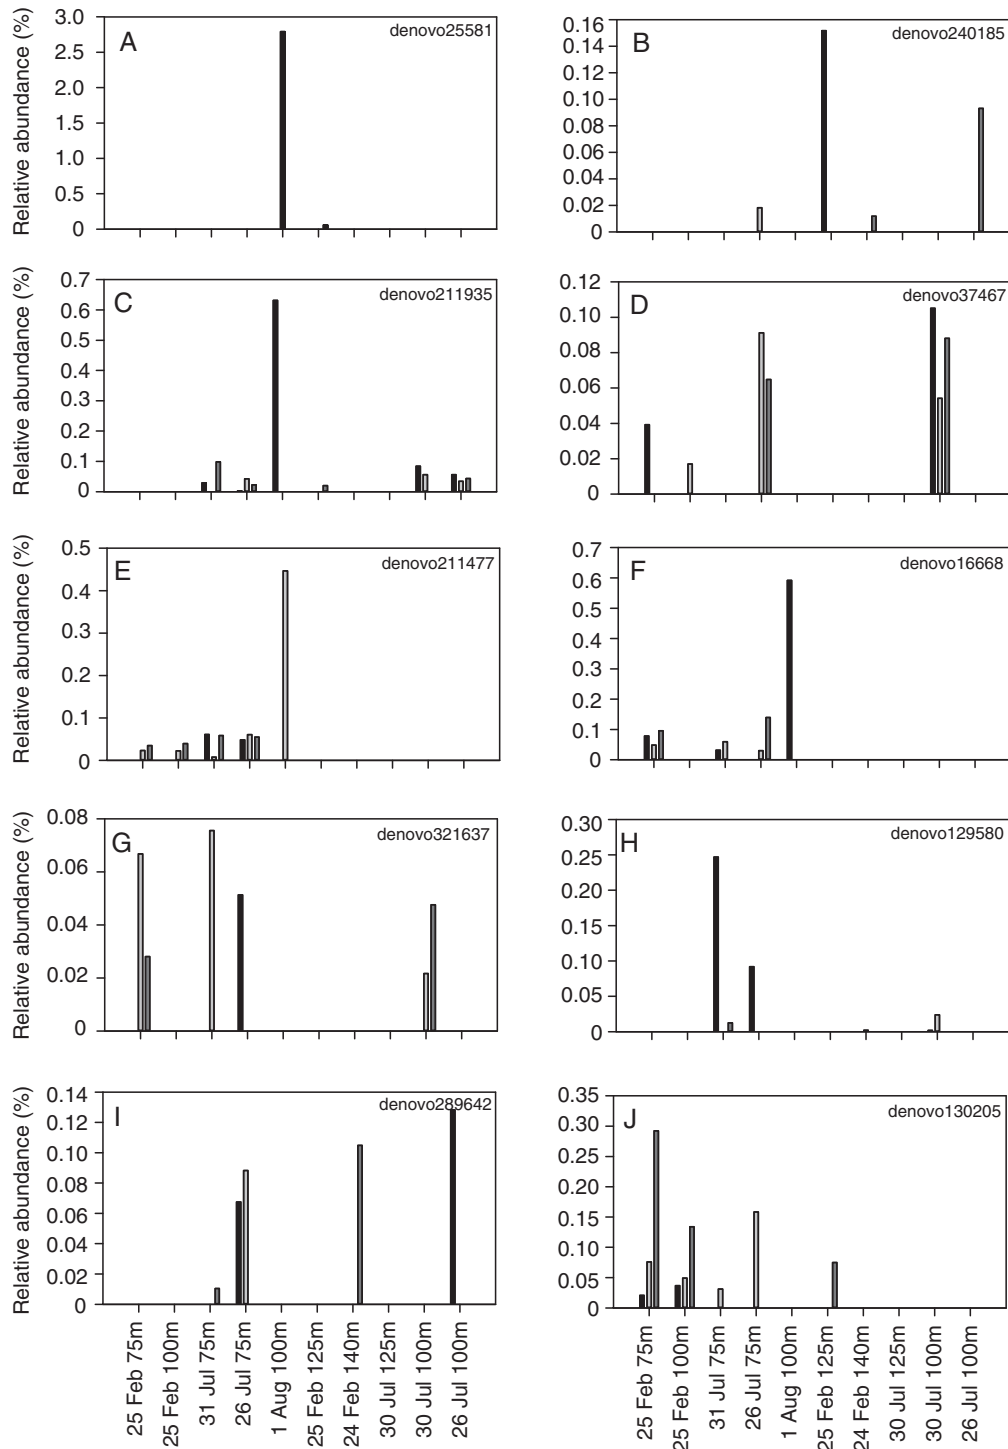 A
denovo25581
Relative abundance (%)
3.0
2.5
2.0
1.5
1.0
0.5
0
B
denovo240185
0.16
0.14
0.12
0.10
0.08
0.06
0.04
0.02
0
C
denovo211935
Relative abundance (%)
0.7
0.6
0.5
0.4
0.3
0.2
0.1
0
D
denovo37467
0.12
0.10
0.08
0.06
0.04
0.02
0
E
denovo211477
Relative abundance (%)
0.5
0.4
0.3
0.2
0.1
0
F
denovo16668
0.7
0.6
0.5
0.4
0.3
0.2
0.1
0
G
denovo321637
Relative abundance (%)
0.08
0.06
0.04
0.02
0
H
denovo129580
0.30
0.25
0.20
0.15
0.10
0.05
0
I
denovo289642
Relative abundance (%)
0.14
0.12
0.10
0.08
0.06
0.04
0.02
0
25 Feb 75m
25 Feb 100m
31 Jul 75m
26 Jul 75m
1 Aug 100m
25 Feb 125m
24 Feb 140m
30 Jul 125m
30 Jul 100m
26 Jul 100m
J
denovo130205
0.35
0.30
0.25
0.20
0.15
0.10
0.05
0
25 Feb 75m
25 Feb 100m
31 Jul 75m
26 Jul 75m
1 Aug 100m
25 Feb 125m
24 Feb 140m
30 Jul 125m
30 Jul 100m
26 Jul 100m